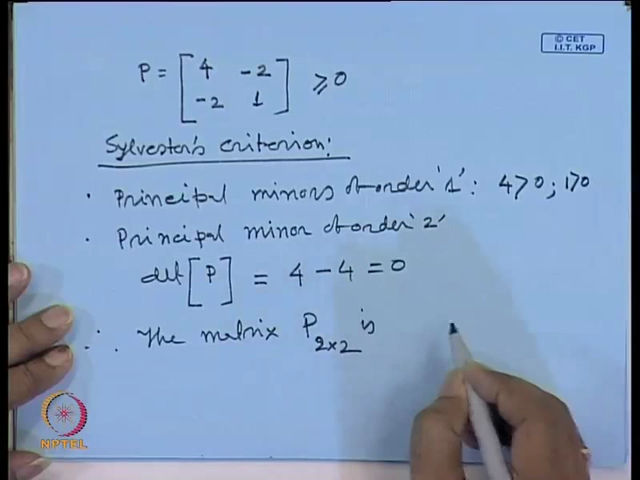 © CET
I.I.T. KGP
P = [ 4 -2 ; -2 1 ] ≥ 0
Sylvester's criterion:
· Principal minors of order '1': 4>0; 1>0
· Principal minor of order '2'
det [P] = 4 - 4 = 0
∴ The matrix P 2×2 is
NPTEL